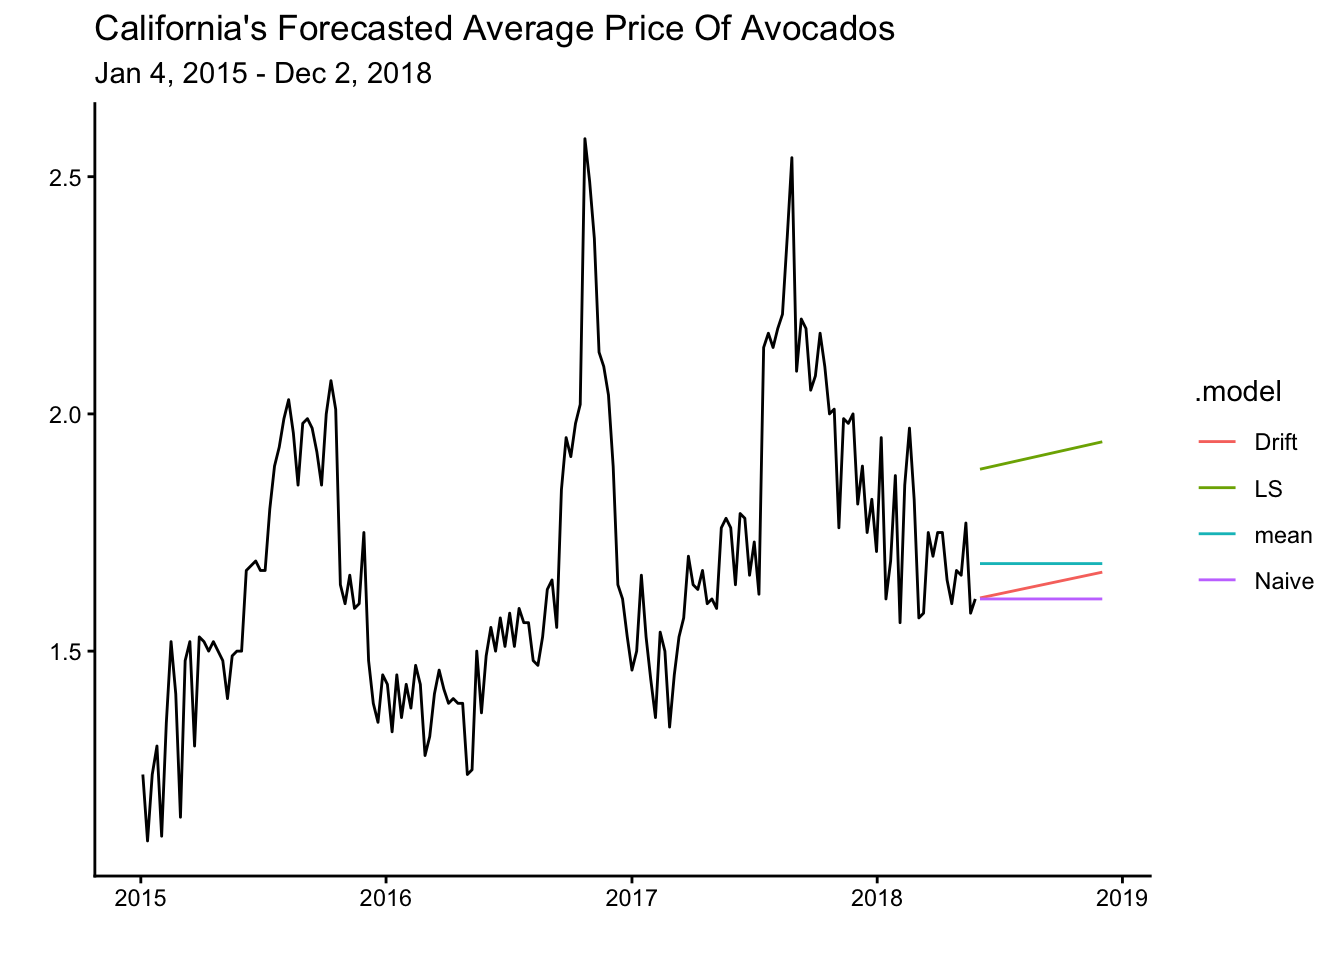 California's Forecasted Average Price Of Avocados
Jan 4, 2015 - Dec 2, 2018
2.5
2.0
1.5
2015 2016 2017 2018 2019
.model
Drift
LS
mean
Naive